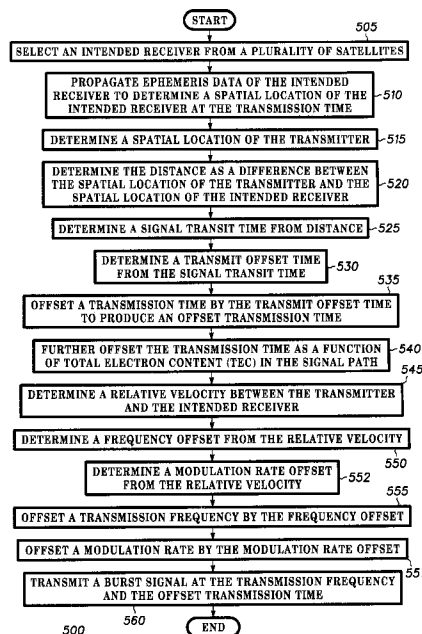 START
505
SELECT AN INTENDED RECEIVER FROM A PLURALITY OF SATELLITES
PROPAGATE EPHEMERIS DATA OF THE INTENDED
RECEIVER TO DETERMINE A SPATIAL LOCATION OF THE
INTENDED RECEIVER AT THE TRANSMISSION TIME
510
DETERMINE A SPATIAL LOCATION OF THE TRANSMITTER
515
DETERMINE THE DISTANCE AS A DIFFERENCE BETWEEN
THE SPATIAL LOCATION OF THE TRANSMITTER AND THE
SPATIAL LOCATION OF THE INTENDED RECEIVER
520
DETERMINE A SIGNAL TRANSIT TIME FROM DISTANCE
525
DETERMINE A TRANSMIT OFFSET TIME
FROM THE SIGNAL TRANSIT TIME
530
535
OFFSET A TRANSMISSION TIME BY THE TRANSMIT OFFSET TIME
TO PRODUCE AN OFFSET TRANSMISSION TIME
FURTHER OFFSET THE TRANSMISSION TIME AS A FUNCTION
OF TOTAL ELECTRON CONTENT (TEC) IN THE SIGNAL PATH
540
545
DETERMINE A RELATIVE VELOCITY BETWEEN THE TRANSMITTER
AND THE INTENDED RECEIVER
DETERMINE A FREQUENCY OFFSET FROM THE RELATIVE VELOCITY
550
DETERMINE A MODULATION RATE OFFSET
FROM THE RELATIVE VELOCITY
552
555
OFFSET A TRANSMISSION FREQUENCY BY THE FREQUENCY OFFSET
OFFSET A MODULATION RATE BY THE MODULATION RATE OFFSET
TRANSMIT A BURST SIGNAL AT THE TRANSMISSION FREQUENCY
AND THE OFFSET TRANSMISSION TIME
560
500
END